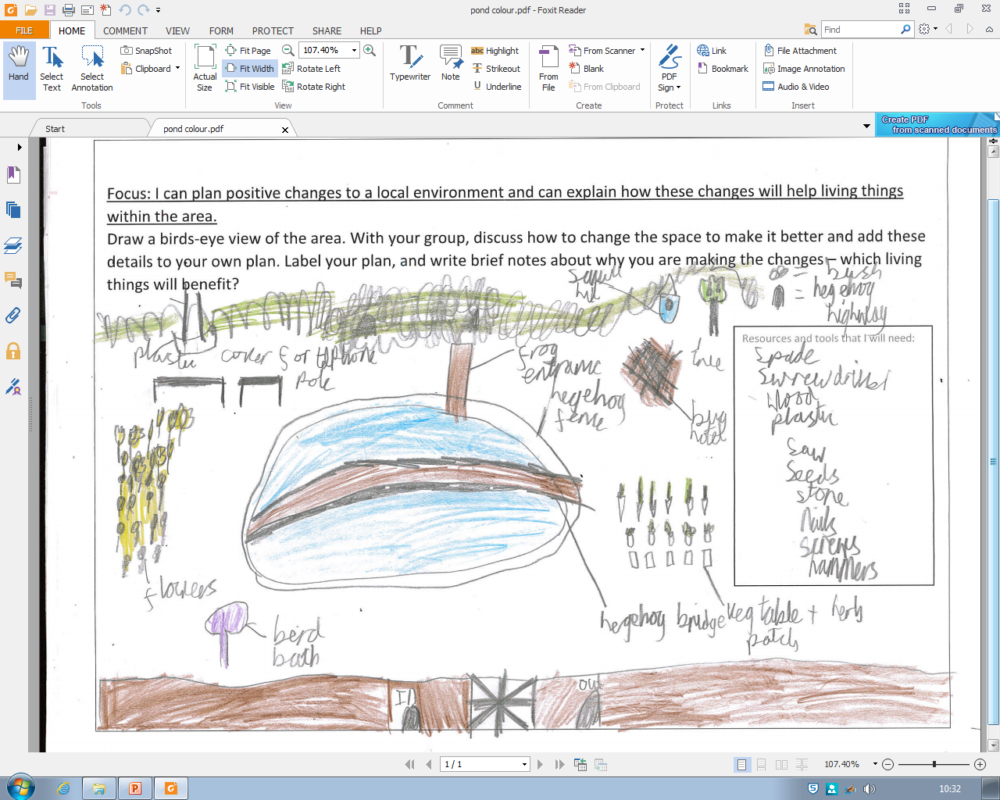 pond colour.pdf - Foxit Reader
FILE HOME COMMENT VIEW FORM PROTECT SHARE HELP
Find
Hand
Select Text
Select Annotation
SnapShot
Clipboard
Tools
Actual Size
Fit Page
Fit Width
Fit Visible
107.40%
Rotate Left
Rotate Right
View
Typewriter
Note
Highlight
Strikeout
Underline
Comment
From File
From Scanner
Blank
From Clipboard
Create
PDF Sign
Protect
Link
Bookmark
Links
File Attachment
Image Annotation
Audio & Video
Insert
Start
pond colour.pdf
Create PDF
from scanned documents
Focus: I can plan positive changes to a local environment and can explain how these changes will help living things
within the area.
Draw a birds-eye view of the area. With your group, discuss how to change the space to make it better and add these
details to your own plan. Label your plan, and write brief notes about why you are making the changes – which living
things will benefit?
= bush
= hegehog
highway
plastic cover for
pole
frog
entrance
hegehog
fence
tree
bug
hotel
Resources and tools that I will need:
Spade
wood
plastic
Saw
Seeds
stone
Nails
screws
hammers
flowers
berd
bath
hegehog bridge
veg table + herb
patch
In
out
1 / 1
107.40%
10:32